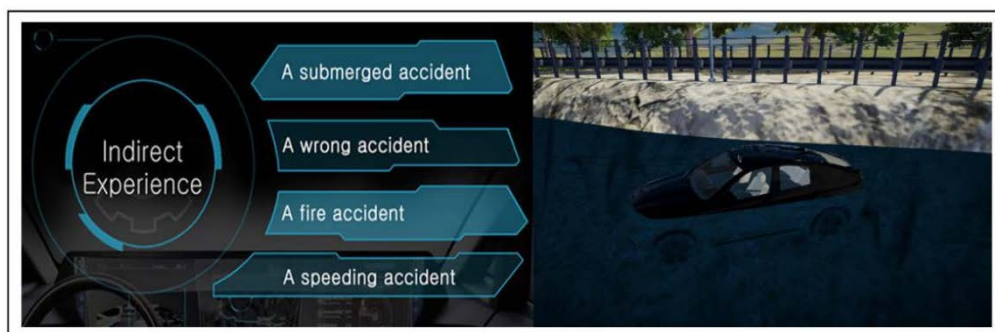 Indirect
Experience
A submerged accident
A wrong accident
A fire accident
A speeding accident